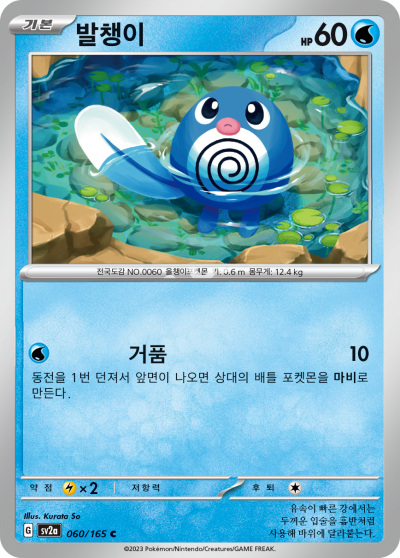 기본 발챙이 HP 60
전국도감 NO.0060 올챙이포켓몬 키: 0.6 m 몸무게: 12.4 kg
거품 10
동전을 1번 던져서 앞면이 나오면 상대의 배틀 포켓몬을 마비로
만든다.
약점 ×2 저항력 후퇴
Illus. Kurata So
G sv2a 060/165 C
유속이 빠른 강에서는
두꺼운 입술을 흡반처럼
사용해 바위에 달라붙는다.
©2023 Pokémon/Nintendo/Creatures/GAME FREAK.